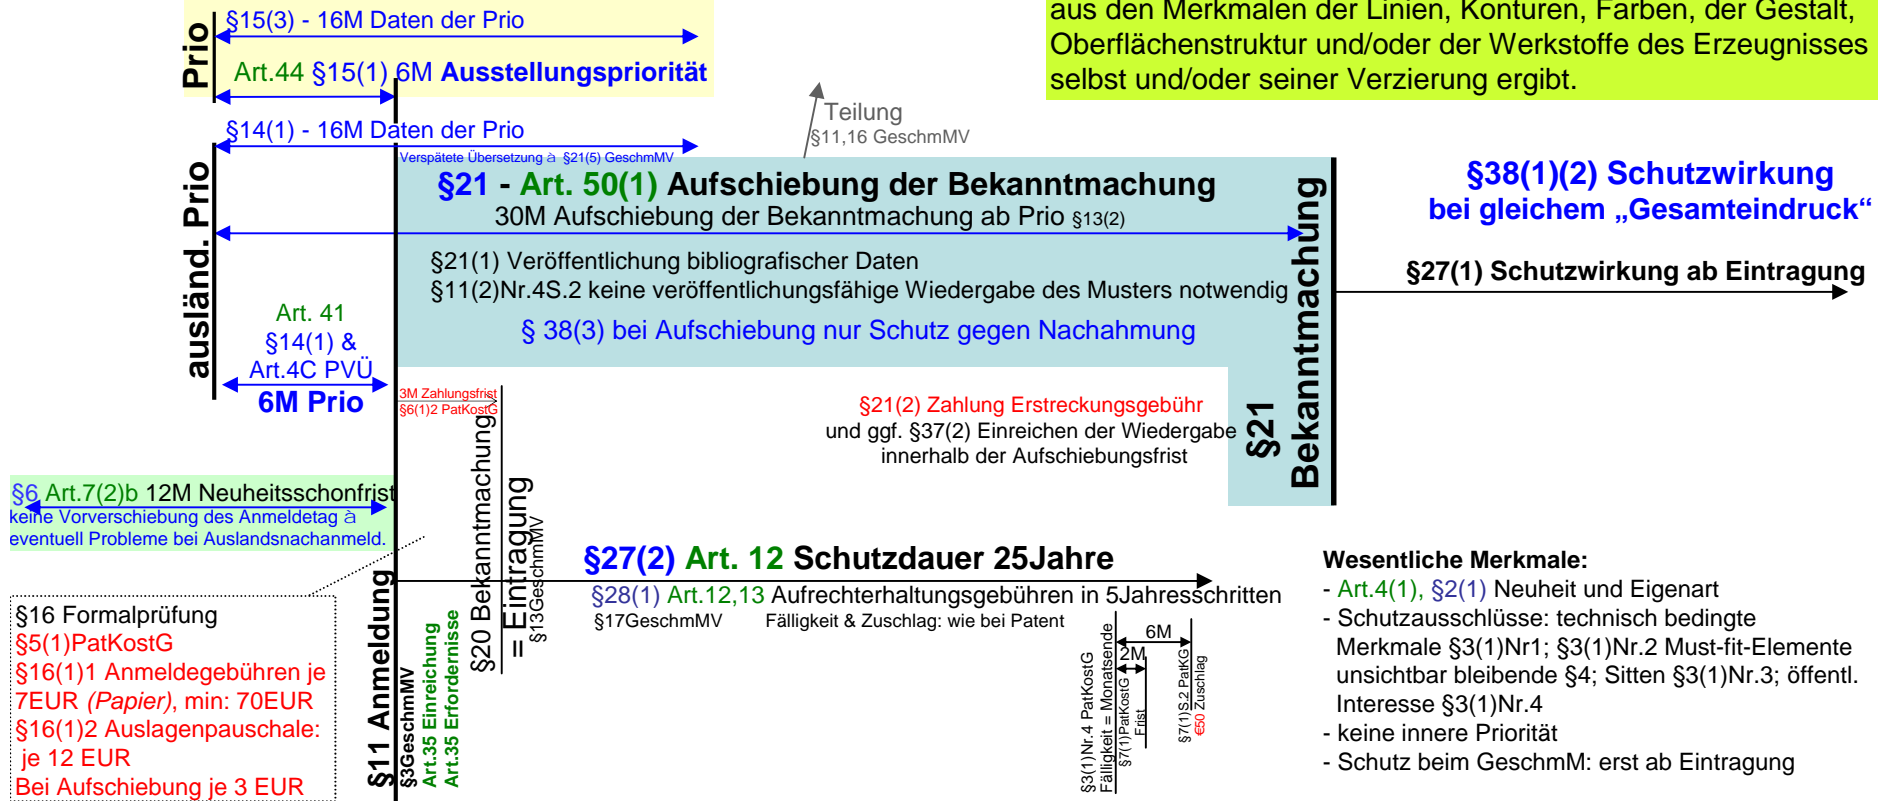 aus den Merkmalen der Linien, Konturen, Farben, der Gestalt,
Oberflächenstruktur und/oder der Werkstoffe des Erzeugnisses
selbst und/oder seiner Verzierung ergibt.
Prio
§15(3) - 16M Daten der Prio
Art.44 §15(1) 6M Ausstellungspriorität
ausländ. Prio
§14(1) - 16M Daten der Prio
Teilung
§11,16 GeschmMV
Verspätete Übersetzung à §21(5) GeschmMV
§21 - Art. 50(1) Aufschiebung der Bekanntmachung
30M Aufschiebung der Bekanntmachung ab Prio §13(2)
§21(1) Veröffentlichung bibliografischer Daten
§11(2)Nr.4S.2 keine veröffentlichungsfähige Wiedergabe des Musters notwendig
§ 38(3) bei Aufschiebung nur Schutz gegen Nachahmung
§21
Bekanntmachung
§38(1)(2) Schutzwirkung
bei gleichem „Gesamteindruck“
§27(1) Schutzwirkung ab Eintragung
Art. 41
§14(1) &
Art.4C PVÜ
6M Prio
3M Zahlungsfrist
§6(1)2 PatKostG
§21(2) Zahlung Erstreckungsgebühr
und ggf. §37(2) Einreichen der Wiedergabe
innerhalb der Aufschiebungsfrist
§6 Art.7(2)b 12M Neuheitsschonfrist
keine Vorverschiebung des Anmeldetag à
eventuell Probleme bei Auslandsnachanmeld.
§20 Bekanntmachung
= Eintragung
§13GeschmMV
§27(2) Art. 12 Schutzdauer 25Jahre
§28(1) Art.12,13 Aufrechterhaltungsgebühren in 5Jahresschritten
§17GeschmMV Fälligkeit & Zuschlag: wie bei Patent
§16 Formalprüfung
§5(1)PatKostG
§16(1)1 Anmeldegebühren je
7EUR (Papier), min: 70EUR
§16(1)2 Auslagenpauschale:
je 12 EUR
Bei Aufschiebung je 3 EUR
§11 Anmeldung
§3GeschmMV
Art.35 Einreichung
Art.35 Erfordernisse
§3(1)Nr.4 PatKostG
Fälligkeit = Monatsende
§7(1)PatKostG
Frist
2M
6M
§7(1)S.2 PatKG
€50 Zuschlag
Wesentliche Merkmale:
- Art.4(1), §2(1) Neuheit und Eigenart
- Schutzausschlüsse: technisch bedingte
Merkmale §3(1)Nr1; §3(1)Nr.2 Must-fit-Elemente
unsichtbar bleibende §4; Sitten §3(1)Nr.3; öffentl.
Interesse §3(1)Nr.4
- keine innere Priorität
- Schutz beim GeschmM: erst ab Eintragung